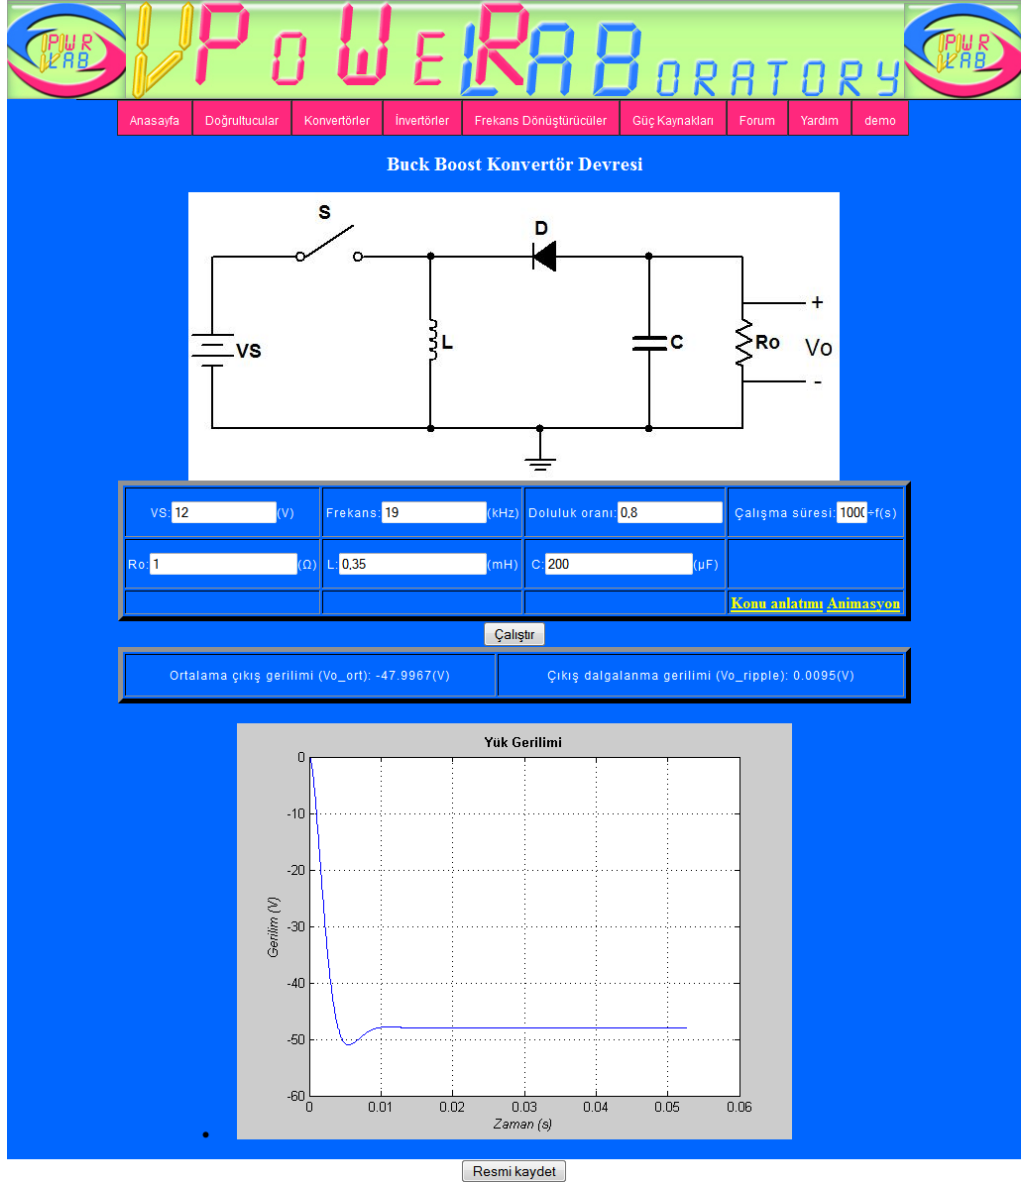 VPOWELRABORATORY
PWR
LAB
PWR
LAB
Anasayfa Doğrultucular Konvertörler İnvertörler Frekans Dönüştürücüler Güç Kaynakları Forum Yardım demo
Buck Boost Konvertör Devresi
S
D
+
VS L C Ro Vo
-
VS: 12 (V) Frekans: 19 (kHz) Doluluk oranı: 0,8 Çalışma süresi: 1000 ÷f(s)
Ro: 1 (Ω) L: 0,35 (mH) C: 200 (μF)
Konu anlatımı Animasyon
Çalıştır
Ortalama çıkış gerilimi (Vo_ort): -47.9967(V) Çıkış dalgalanma gerilimi (Vo_ripple): 0.0095(V)
Yük Gerilimi
0
-10
-20
-30
-40
-50
-60
Gerilim (V)
0 0.01 0.02 0.03 0.04 0.05 0.06
Zaman (s)
Resmi kaydet